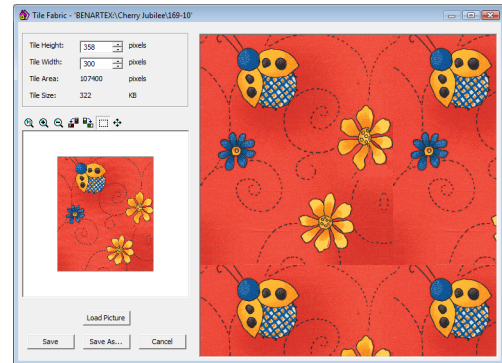 Tile Fabric - 'BENARTEX:\Cherry Jubilee\169-10'
Tile Height: 358 pixels
Tile Width: 300 pixels
Tile Area: 107400 pixels
Tile Size: 322 KB
Load Picture
Save Save As... Cancel